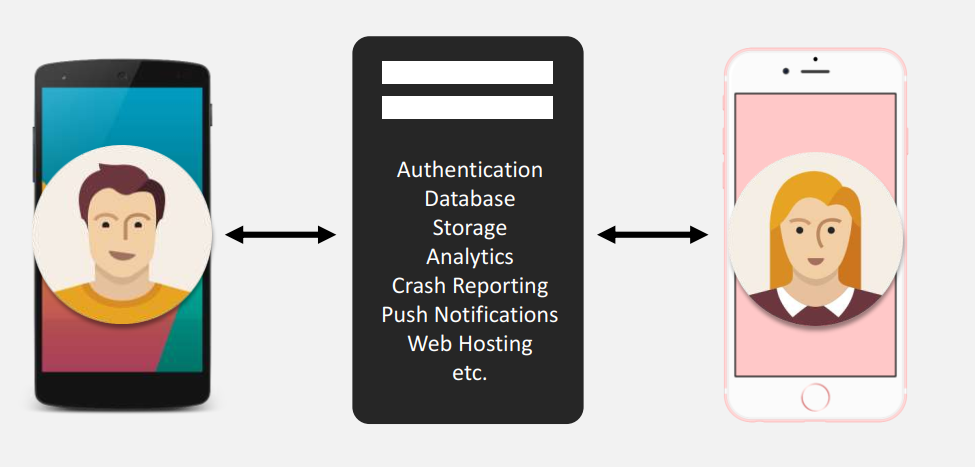 Authentication
Database
Storage
Analytics
Crash Reporting
Push Notifications
Web Hosting
etc.